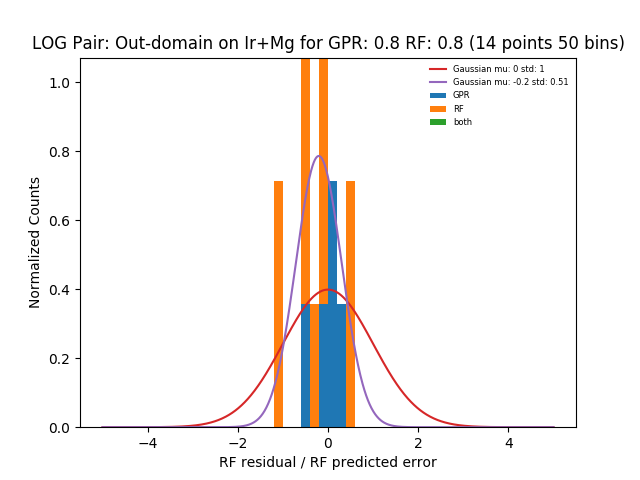 LOG Pair: Out-domain on Ir+Mg for GPR: 0.8 RF: 0.8 (14 points 50 bins)
Gaussian mu: 0 std: 1
Gaussian mu: -0.2 std: 0.51
GPR
RF
both
Normalized Counts
1.0
0.8
0.6
0.4
0.2
0.0
−4
−2
0
2
4
RF residual / RF predicted error